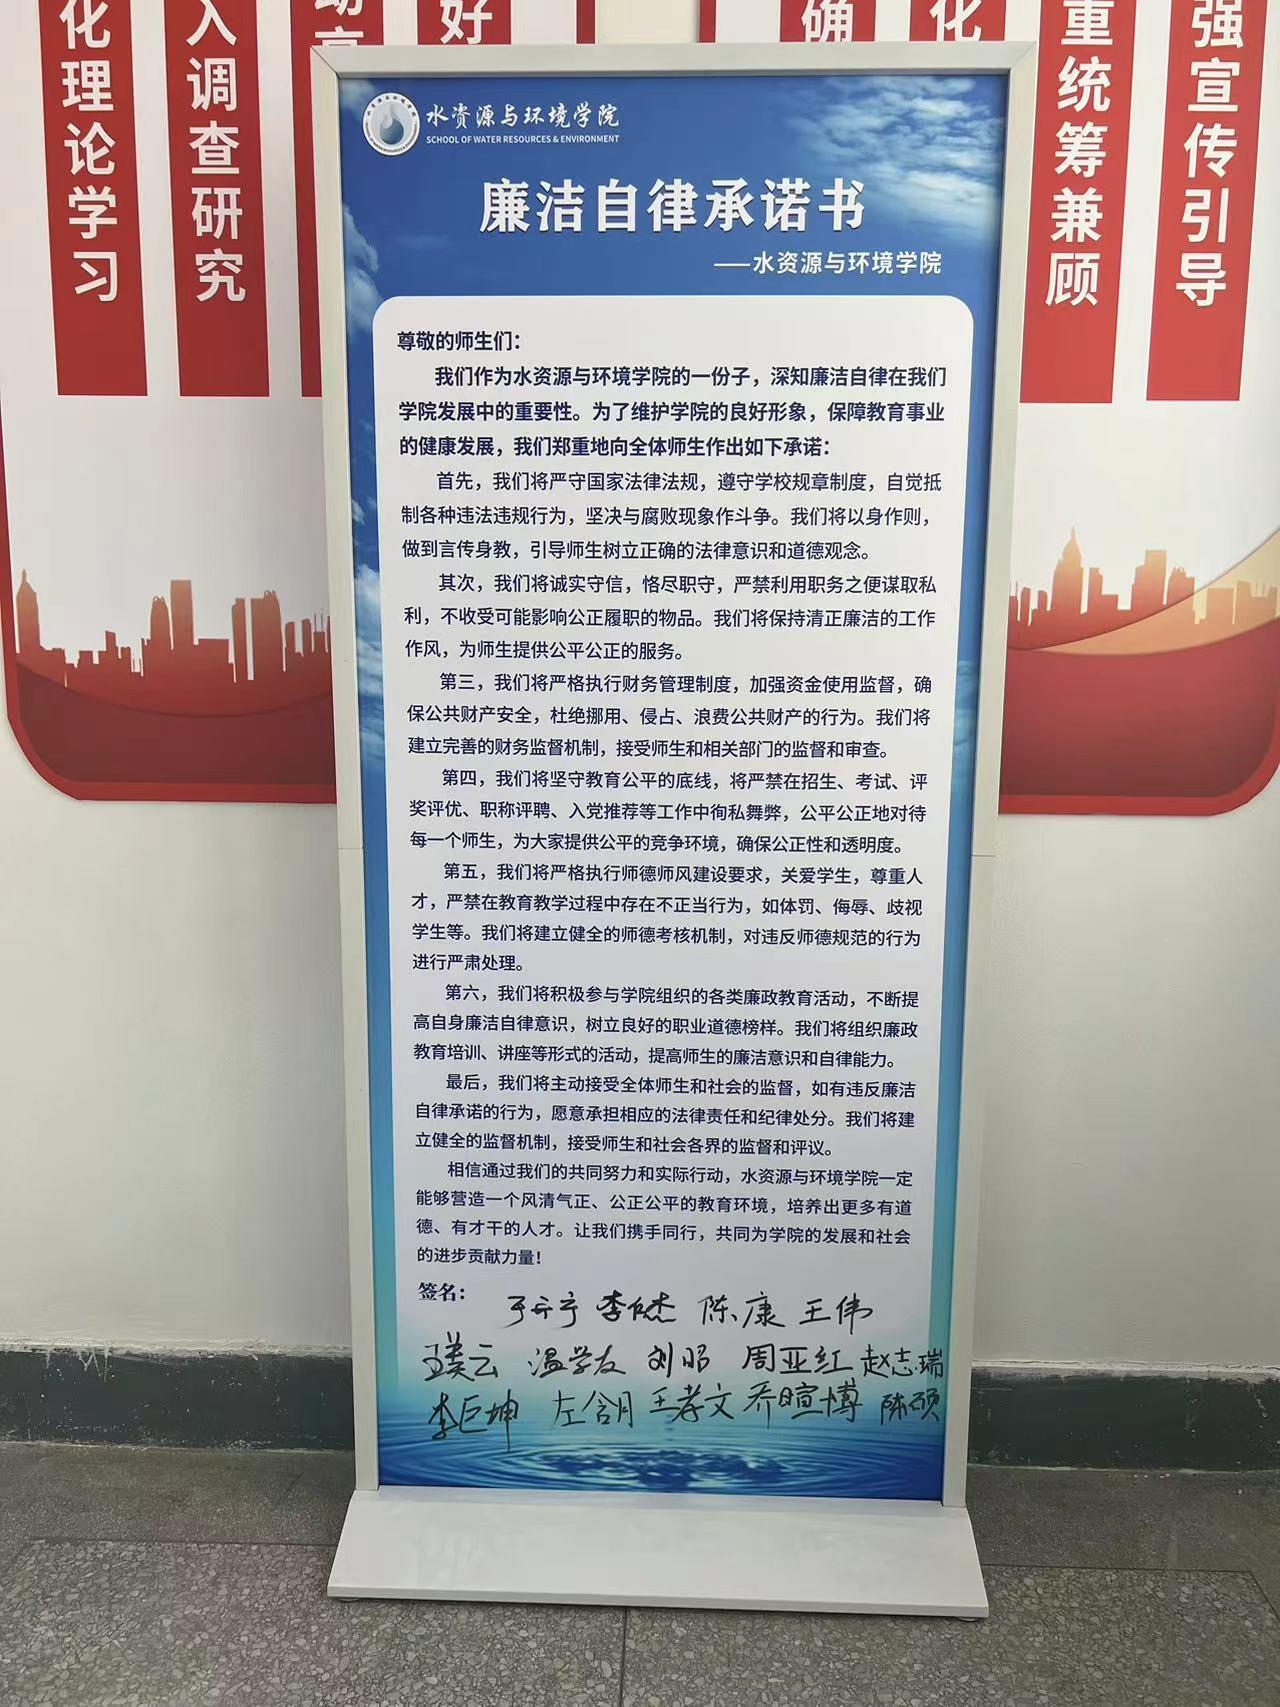 化理论学习
入调查研究
好
确
化
重统筹兼顾
强宣传引导
水资源与环境学院
SCHOOL OF WATER RESOURCES & ENVIRONMENT
廉洁自律承诺书
——水资源与环境学院
尊敬的师生们：
我们作为水资源与环境学院的一份子，深知廉洁自律在我们
学院发展中的重要性。为了维护学院的良好形象，保障教育事业
的健康发展，我们郑重地向全体师生作出如下承诺：
首先，我们将严守国家法律法规，遵守学校规章制度，自觉抵
制各种违法违规行为，坚决与腐败现象作斗争。我们将以身作则，
做到言传身教，引导师生树立正确的法律意识和道德观念。
其次，我们将诚实守信，恪尽职守，严禁利用职务之便谋取私
利，不收受可能影响公正履职的物品。我们将保持清正廉洁的工作
作风，为师生提供公平公正的服务。
第三，我们将严格执行财务管理制度，加强资金使用监督，确
保公共财产安全，杜绝挪用、侵占、浪费公共财产的行为。我们将
建立完善的财务监督机制，接受师生和相关部门的监督和审查。
第四，我们将坚守教育公平的底线，将严禁在招生、考试、评
奖评优、职称评聘、入党推荐等工作中徇私舞弊，公平公正地对待
每一个师生，为大家提供公平的竞争环境，确保公正性和透明度。
第五，我们将严格执行师德师风建设要求，关爱学生，尊重人
才，严禁在教育教学过程中存在不正当行为，如体罚、侮辱、歧视
学生等。我们将建立健全的师德考核机制，对违反师德规范的行为
进行严肃处理。
第六，我们将积极参与学院组织的各类廉政教育活动，不断提
高自身廉洁自律意识，树立良好的职业道德榜样。我们将组织廉政
教育培训、讲座等形式的活动，提高师生的廉洁意识和自律能力。
最后，我们将主动接受全体师生和社会的监督，如有违反廉洁
自律承诺的行为，愿意承担相应的法律责任和纪律处分。我们将建
立健全的监督机制，接受师生和社会各界的监督和评议。
相信通过我们的共同努力和实际行动，水资源与环境学院一定
能够营造一个风清气正、公正公平的教育环境，培养出更多有道
德、有才干的人才。让我们携手同行，共同为学院的发展和社会
的进步贡献力量！
签名：
陈康 王伟
温学友 刘昭 周亚红 赵志瑞
李巨坤 左含月 王孝文 乔暄博 陈硕